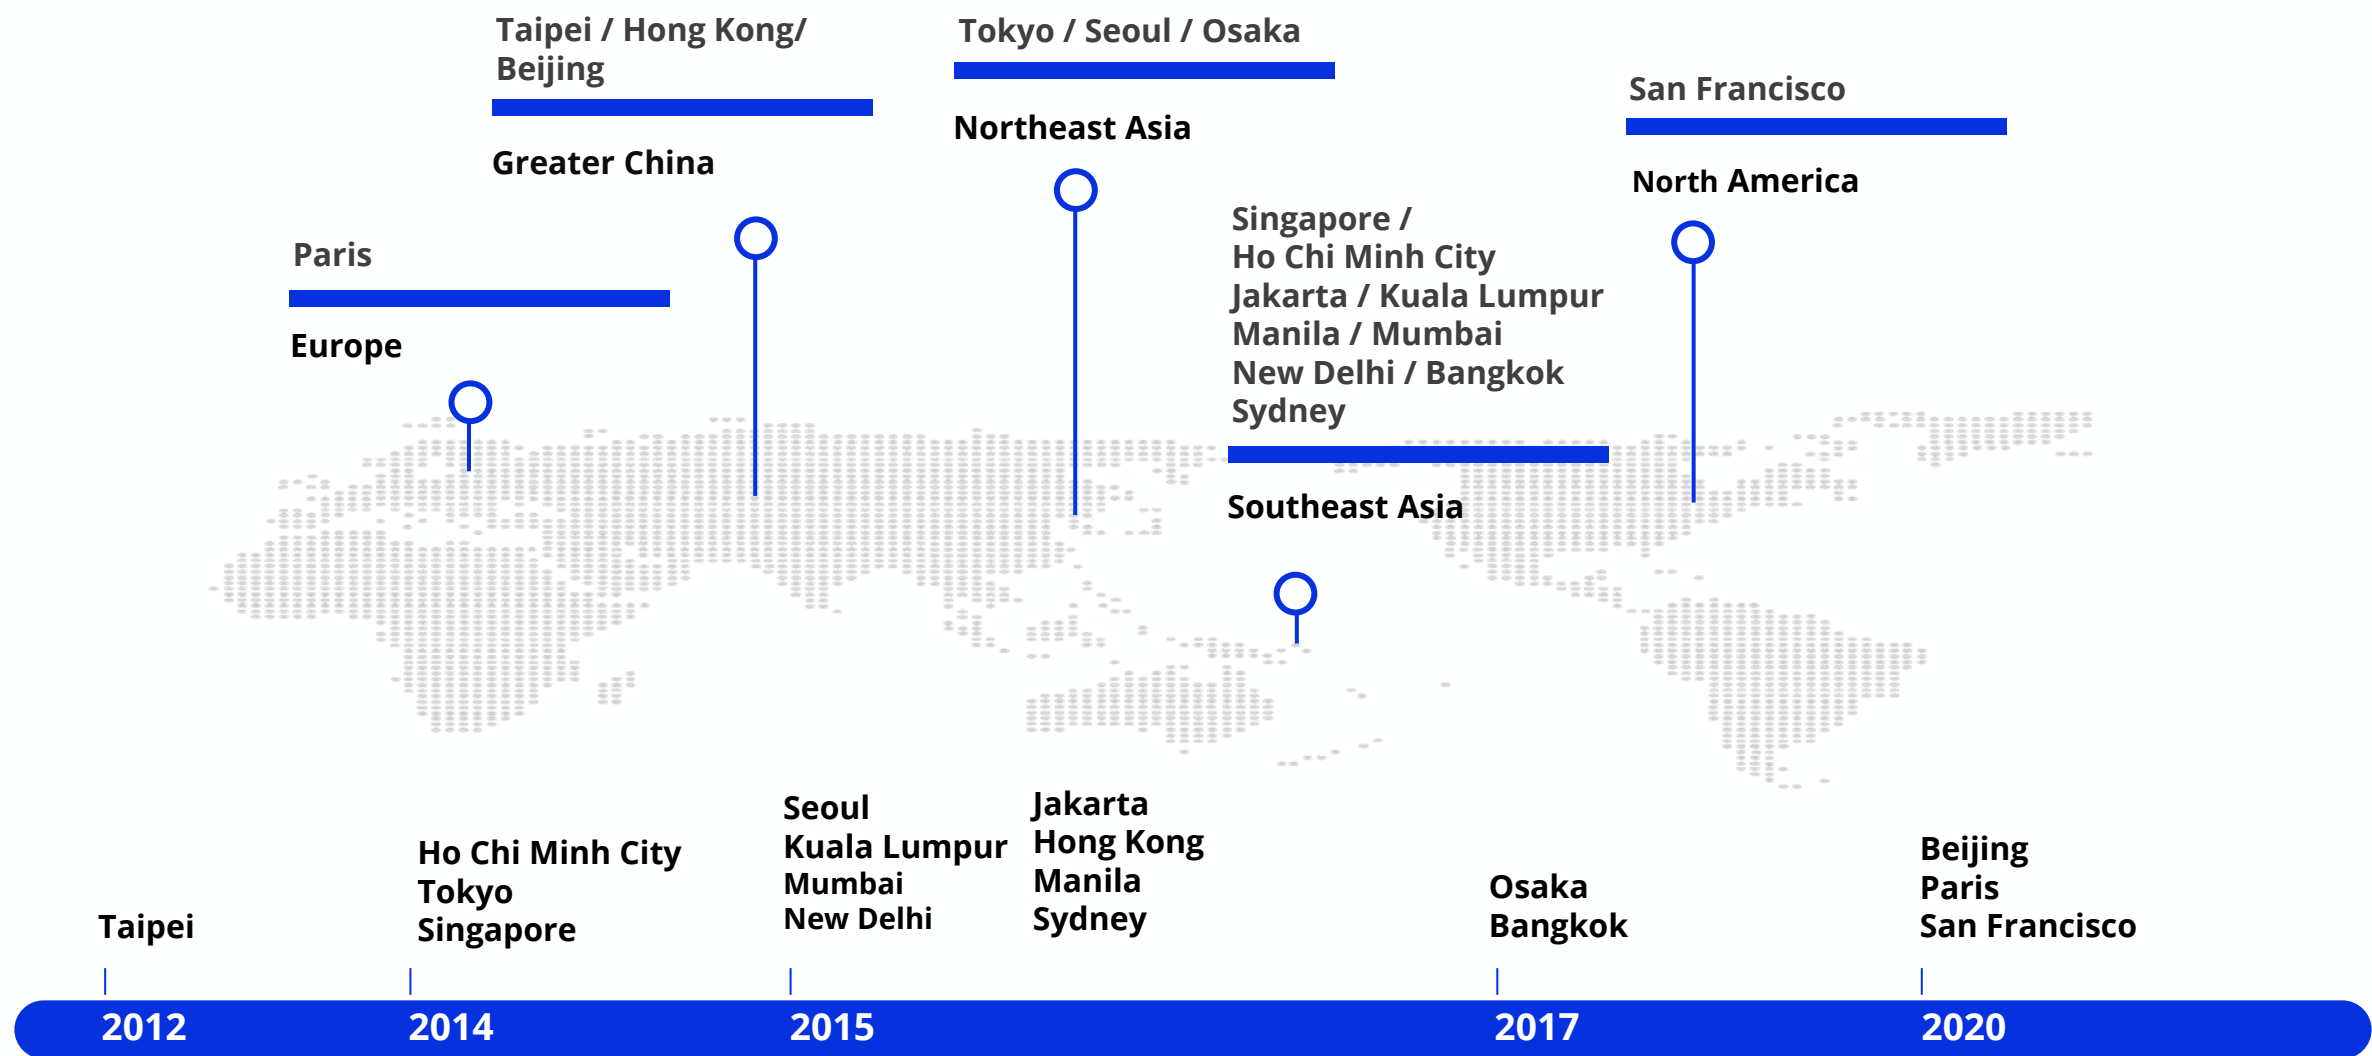 Taipei / Hong Kong/
Beijing
Greater China
Tokyo / Seoul / Osaka
Northeast Asia
San Francisco
North America
Paris
Europe
Singapore /
Ho Chi Minh City
Jakarta / Kuala Lumpur
Manila / Mumbai
New Delhi / Bangkok
Sydney
Southeast Asia
Taipei
Ho Chi Minh City
Tokyo
Singapore
Seoul
Kuala Lumpur
Mumbai
New Delhi
Jakarta
Hong Kong
Manila
Sydney
Osaka
Bangkok
Beijing
Paris
San Francisco
2012
2014
2015
2017
2020